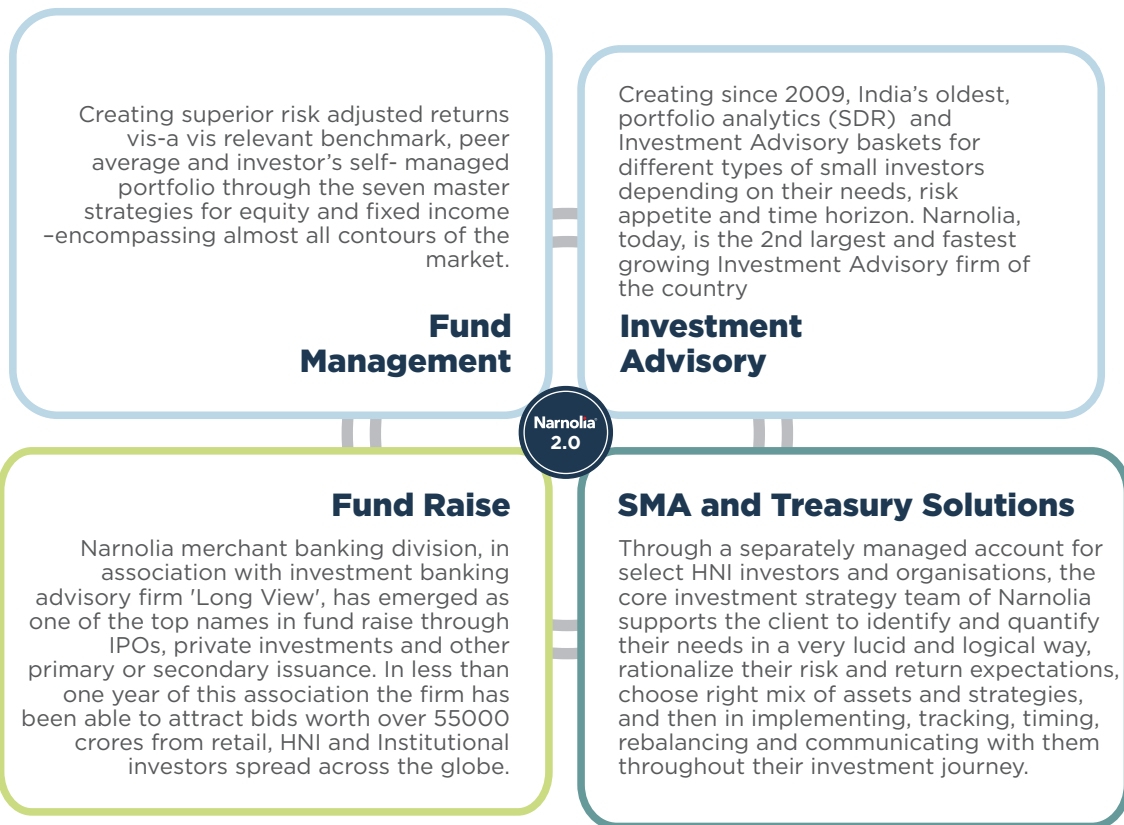 Creating superior risk adjusted returns
vis-a vis relevant benchmark, peer
average and investor's self- managed
portfolio through the seven master
strategies for equity and fixed income
–encompassing almost all contours of the
market.
Fund
Management
Creating since 2009, India's oldest,
portfolio analytics (SDR) and
Investment Advisory baskets for
different types of small investors
depending on their needs, risk
appetite and time horizon. Narnolia,
today, is the 2nd largest and fastest
growing Investment Advisory firm of
the country
Investment
Advisory
Narnolia
2.0
Fund Raise
Narnolia merchant banking division, in
association with investment banking
advisory firm 'Long View', has emerged as
one of the top names in fund raise through
IPOs, private investments and other
primary or secondary issuance. In less than
one year of this association the firm has
been able to attract bids worth over 55000
crores from retail, HNI and Institutional
investors spread across the globe.
SMA and Treasury Solutions
Through a separately managed account for
select HNI investors and organisations, the
core investment strategy team of Narnolia
supports the client to identify and quantify
their needs in a very lucid and logical way,
rationalize their risk and return expectations,
choose right mix of assets and strategies,
and then in implementing, tracking, timing,
rebalancing and communicating with them
throughout their investment journey.